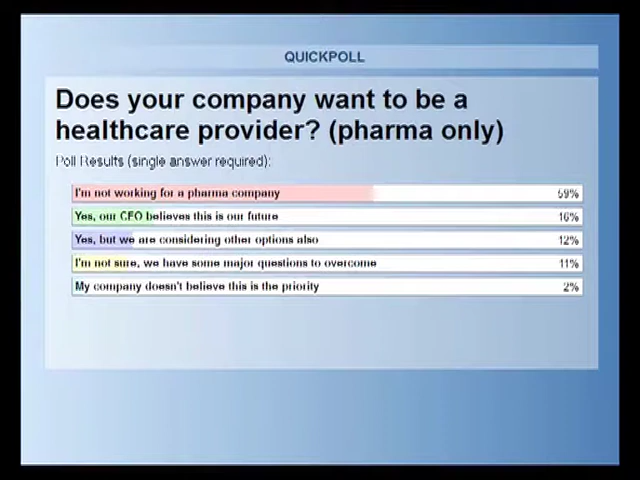 QUICKPOLL
Does your company want to be a
healthcare provider? (pharma only)
Poll Results (single answer required):
I'm not working for a pharma company 59%
Yes, our CEO believes this is our future 16%
Yes, but we are considering other options also 12%
I'm not sure, we have some major questions to overcome 11%
My company doesn't believe this is the priority 2%